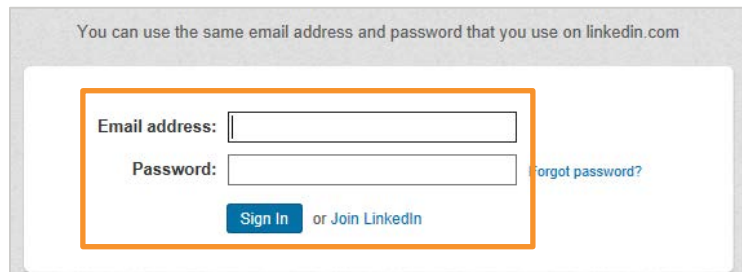 You can use the same email address and password that you use on linkedin.com
Email address:
Password: Forgot password?
Sign In or Join LinkedIn